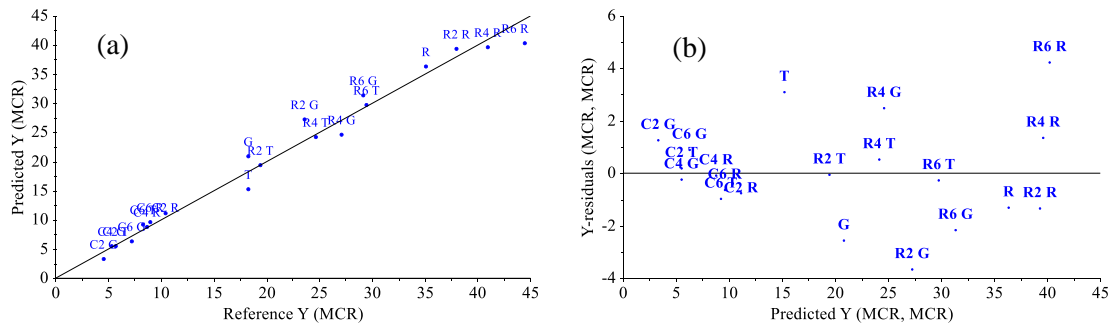 (a)
45
40
35
30
25
20
15
10
5
0
Predicted Y (MCR)
R2 R
R4 R
R6 R
R
R6 G
R6 T
R2 G
R4 T
R4 G
G
R2 T
T
C2 R
C2 G
0 5 10 15 20 25 30 35 40 45
Reference Y (MCR)
(b)
6
4
2
0
-2
-4
Y-residuals (MCR, MCR)
R6 R
T
R4 G
C2 G
C6 G
R4 R
C2 T
C4 R
R4 T
C4 G
C6 R
R2 T
R6 T
C6 T
C2 R
R
R2 R
G
R6 G
R2 G
0 5 10 15 20 25 30 35 40 45
Predicted Y (MCR, MCR)